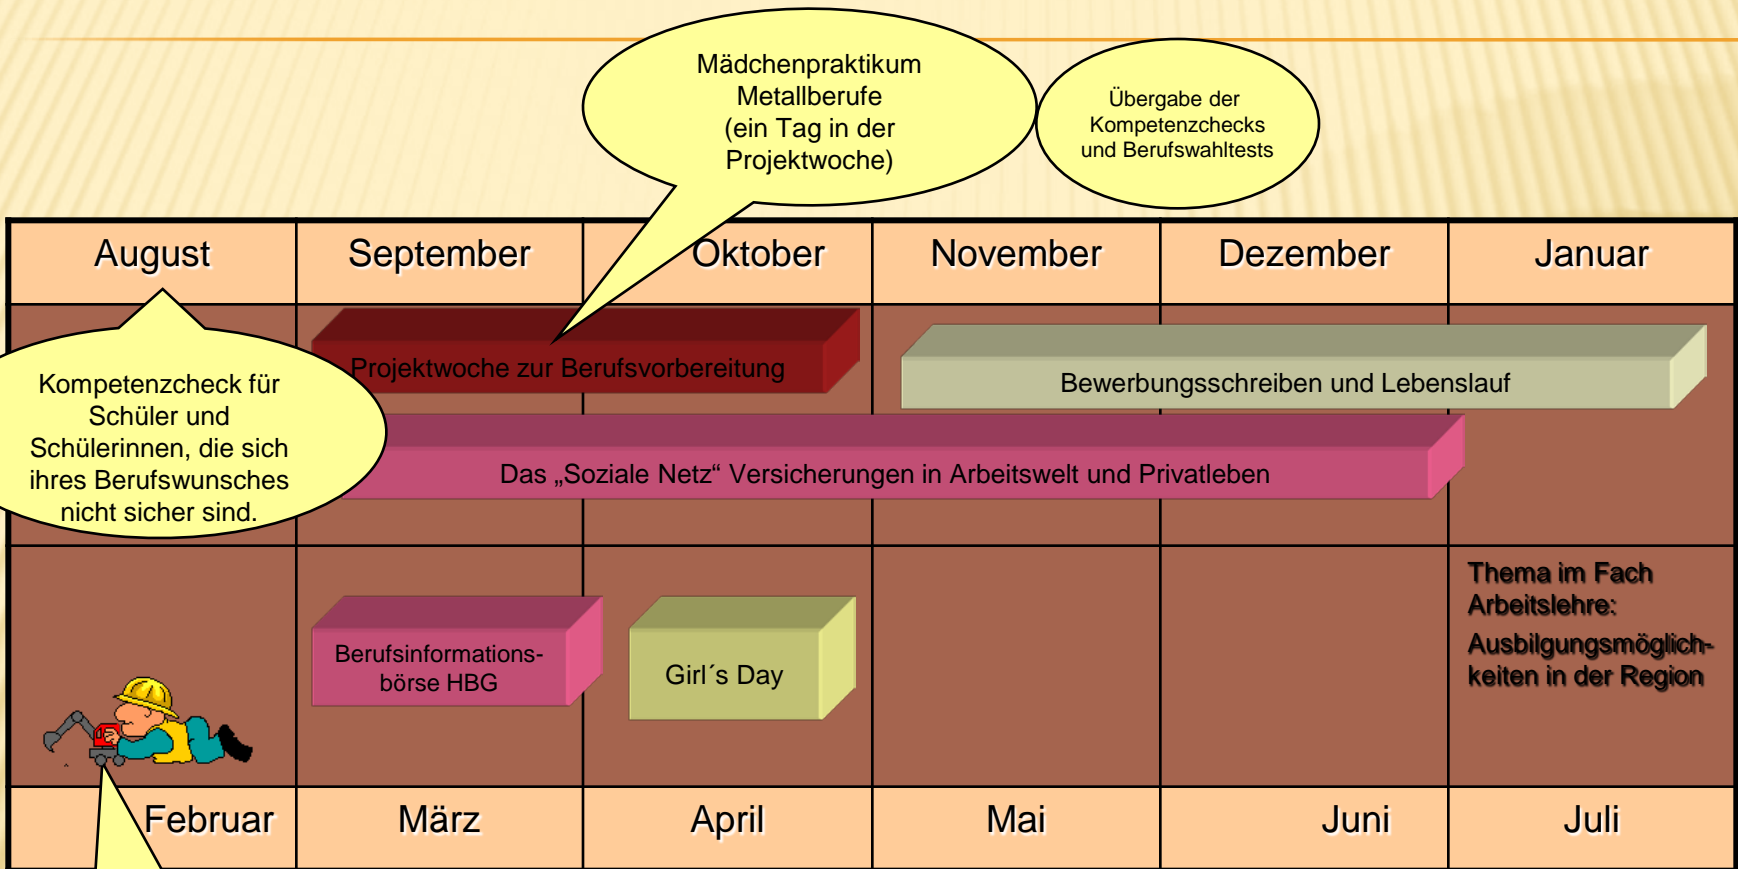 Mädchenpraktikum
Metallberufe
(ein Tag in der
Projektwoche)
Übergabe der
Kompetenzchecks
und Berufswahltests
August
September
Oktober
November
Dezember
Januar
Projektwoche zur Berufsvorbereitung
Bewerbungsschreiben und Lebenslauf
Kompetenzcheck für
Schüler und
Schülerinnen, die sich
ihres Berufswunsches
nicht sicher sind.
Das „Soziale Netz“ Versicherungen in Arbeitswelt und Privatleben
Berufsinformations-
börse HBG
Girl´s Day
Thema im Fach
Arbeitslehre:
Ausbilgungsmöglich-
keiten in der Region
Februar
März
April
Mai
Juni
Juli